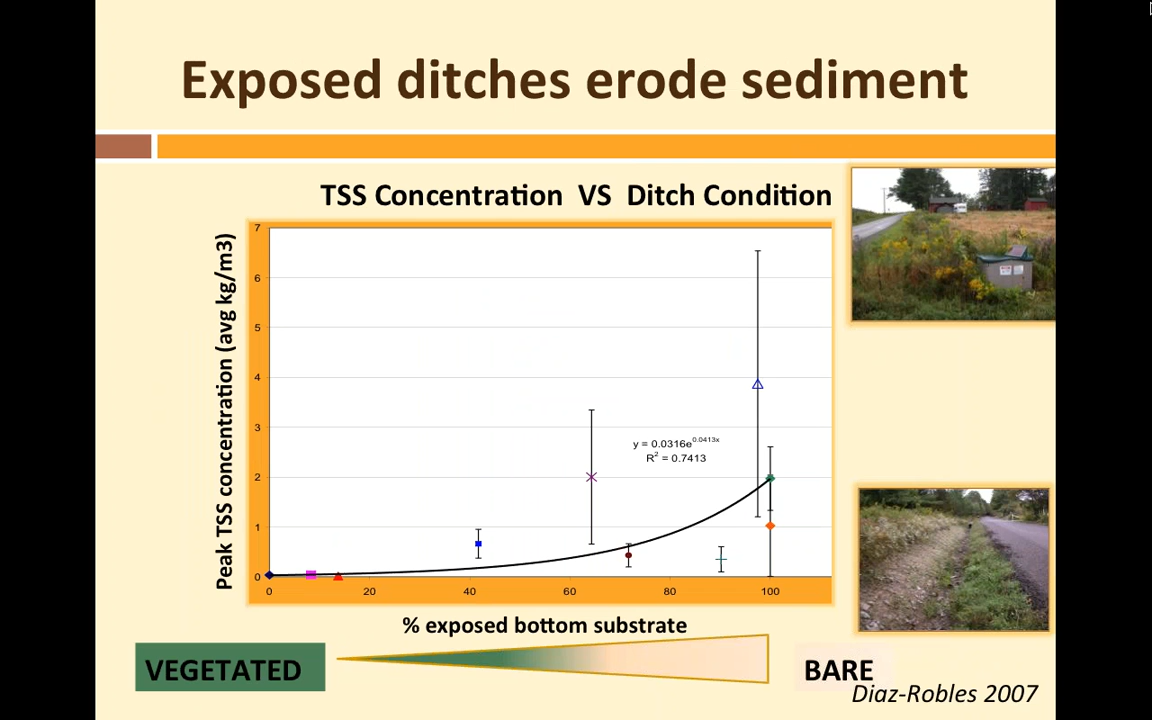 Exposed ditches erode sediment
TSS Concentration VS Ditch Condition
Peak TSS concentration (avg kg/m3)
7
6
5
4
3
2
1
0
y = 0.0316e^0.0413x
R² = 0.7413
0 20 40 60 80 100
% exposed bottom substrate
VEGETATED
BARE
Diaz-Robles 2007